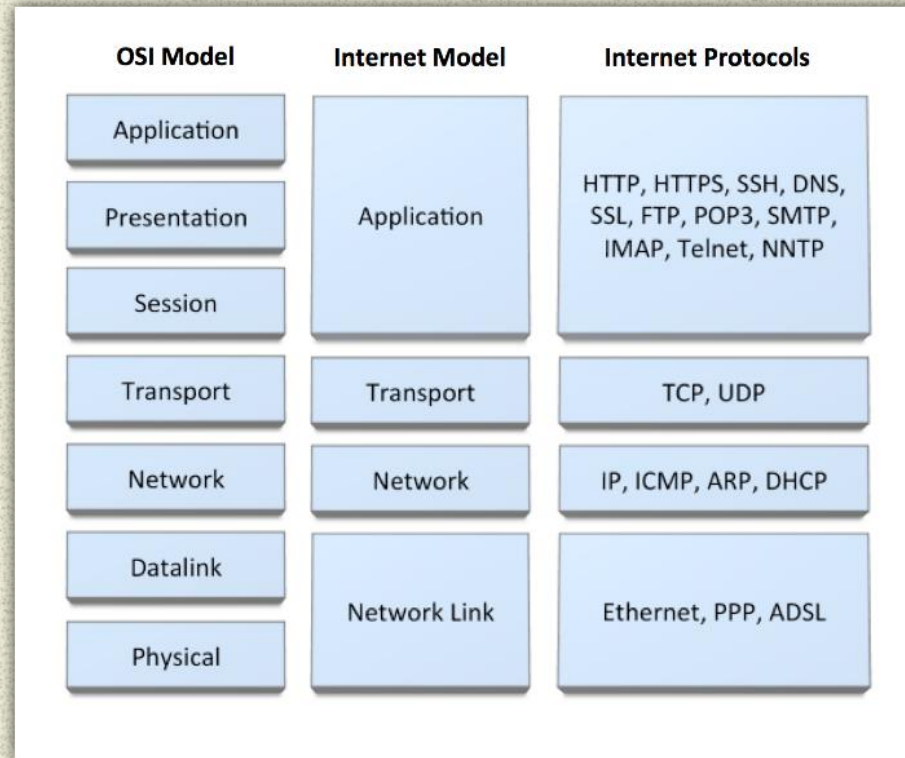 OSI Model
Internet Model
Internet Protocols
Application
Presentation
Session
Transport
Network
Datalink
Physical
Application
Transport
Network
Network Link
HTTP, HTTPS, SSH, DNS,
SSL, FTP, POP3, SMTP,
IMAP, Telnet, NNTP
TCP, UDP
IP, ICMP, ARP, DHCP
Ethernet, PPP, ADSL